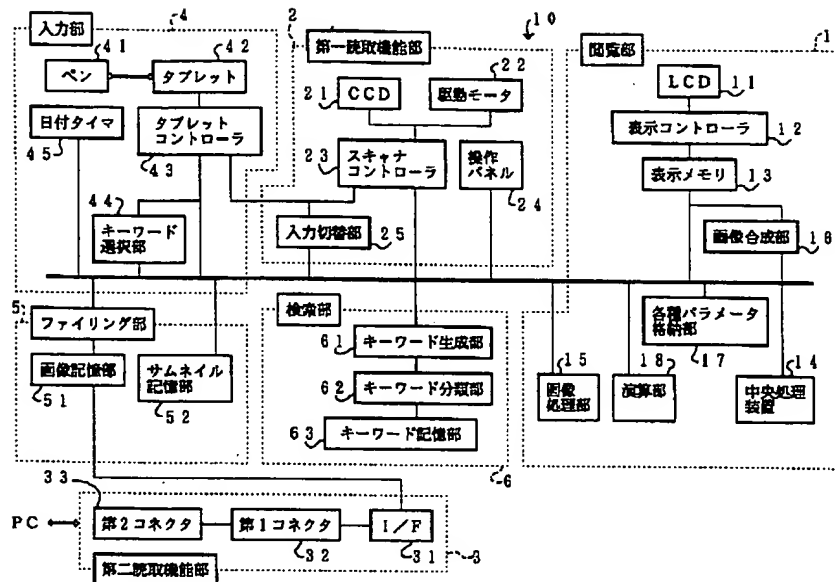 入力部
4
2
第一読取機能部
10
閲覧部
1
41
42
22
ペン
タブレット
21
CCD
駆動モータ
LCD
11
日付タイマ
タブレット
コントローラ
表示コントローラ
12
45
43
23
スキャナ
コントローラ
操作
パネル
表示メモリ
13
24
44
キーワード
選択部
入力切替部
25
画像合成部
16
5
ファイリング部
検索部
各種パラメータ
格納部
61
キーワード生成部
15
18
17
14
画像記憶部
サムネイル
記憶部
62
キーワード分類部
画像
処理部
演算部
中央処理
装置
51
52
63
キーワード記憶部
6
33
PC
第2コネクタ
第1コネクタ
I/F
3
32
31
第二読取機能部